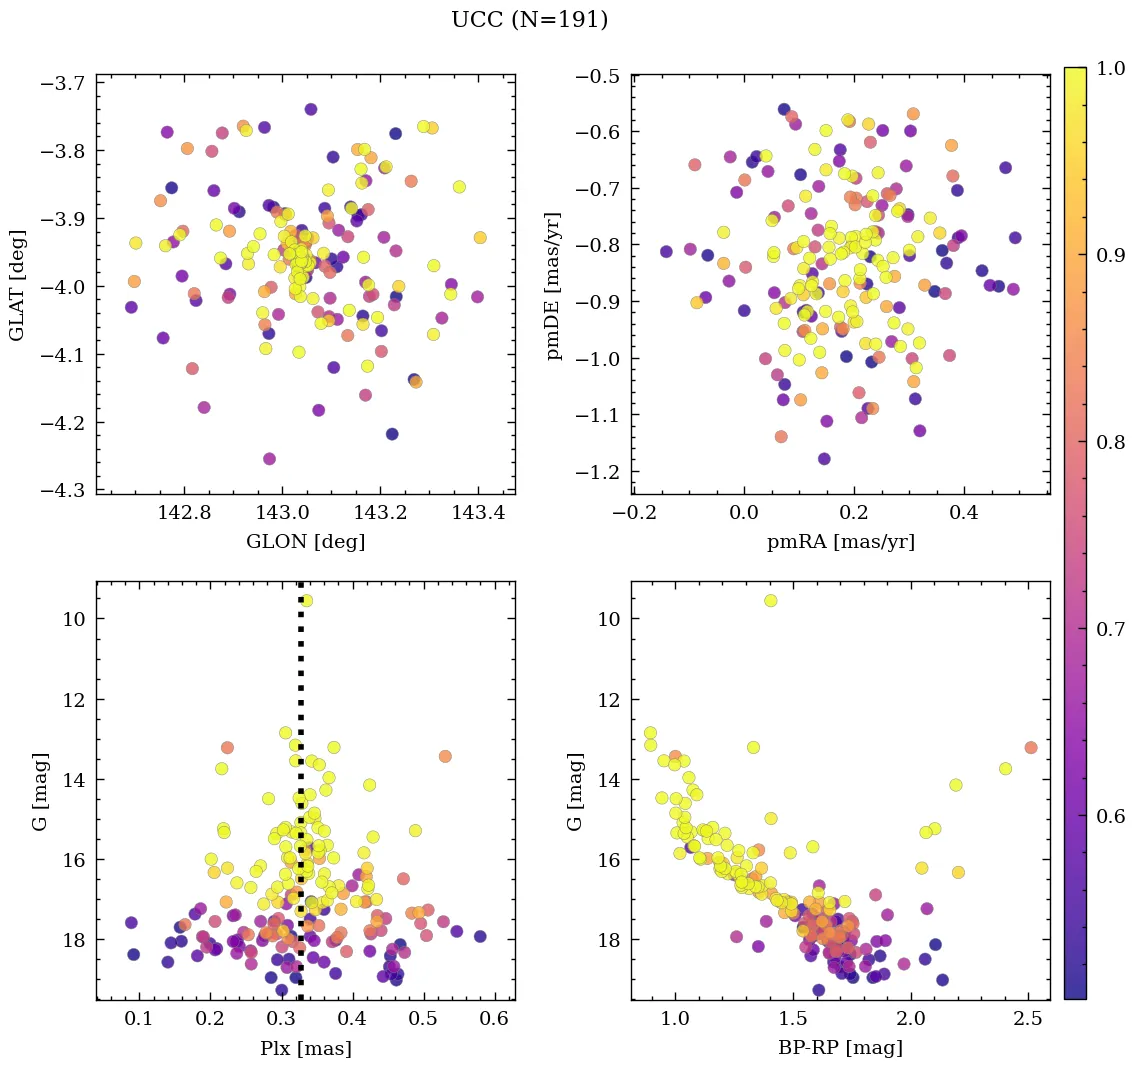 UCC (N=191)
−3.7
−3.8
−3.9
−4.0
−4.1
−4.2
−4.3
GLAT [deg]
142.8 143.0 143.2 143.4
GLON [deg]
−0.5
−0.6
−0.7
−0.8
−0.9
−1.0
−1.1
−1.2
pmDE [mas/yr]
−0.2 0.0 0.2 0.4
pmRA [mas/yr]
10
12
14
16
18
G [mag]
0.1 0.2 0.3 0.4 0.5 0.6
Plx [mas]
10
12
14
16
18
G [mag]
1.0 1.5 2.0 2.5
BP-RP [mag]
1.0
0.9
0.8
0.7
0.6